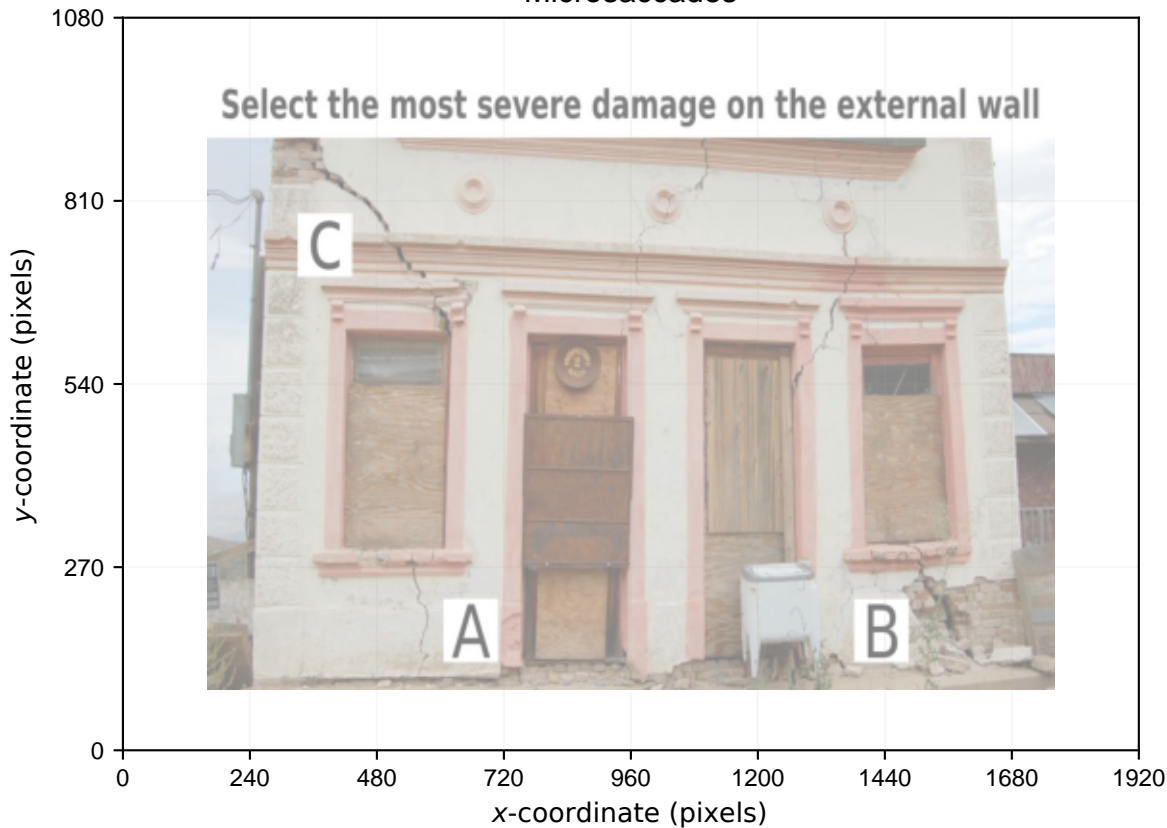 Microsaccades
1080
Select the most severe damage on the external wall
810
C
540
270
A
B
0
0 240 480 720 960 1200 1440 1680 1920
x-coordinate (pixels)
y-coordinate (pixels)